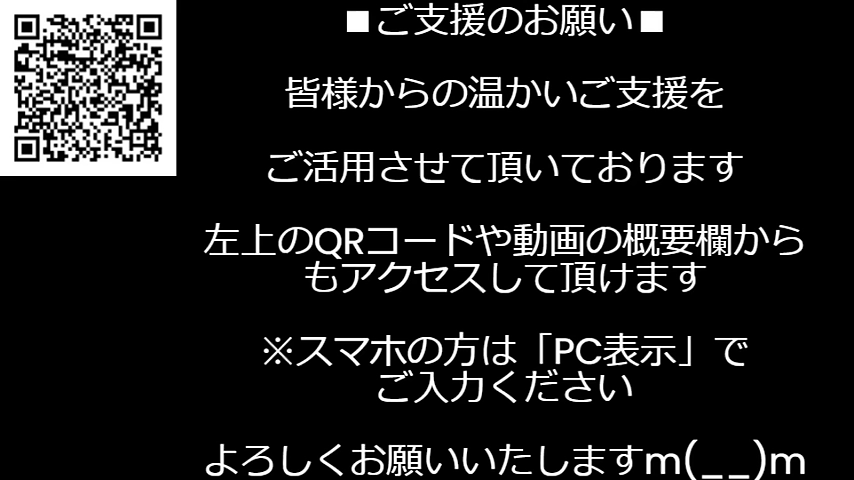 ■ご支援のお願い■
皆様からの温かいご支援を
ご活用させて頂いております
左上のQRコードや動画の概要欄から
もアクセスして頂けます
※スマホの方は「PC表示」で
ご入力ください
よろしくお願いいたしますm(__)m